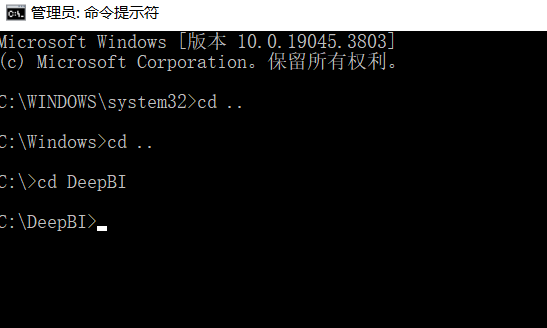 管理员: 命令提示符
Microsoft Windows [版本 10.0.19045.3803]
(c) Microsoft Corporation。保留所有权利。
C:\WINDOWS\system32>cd ..
C:\Windows>cd ..
C:\>cd DeepBI
C:\DeepBI>